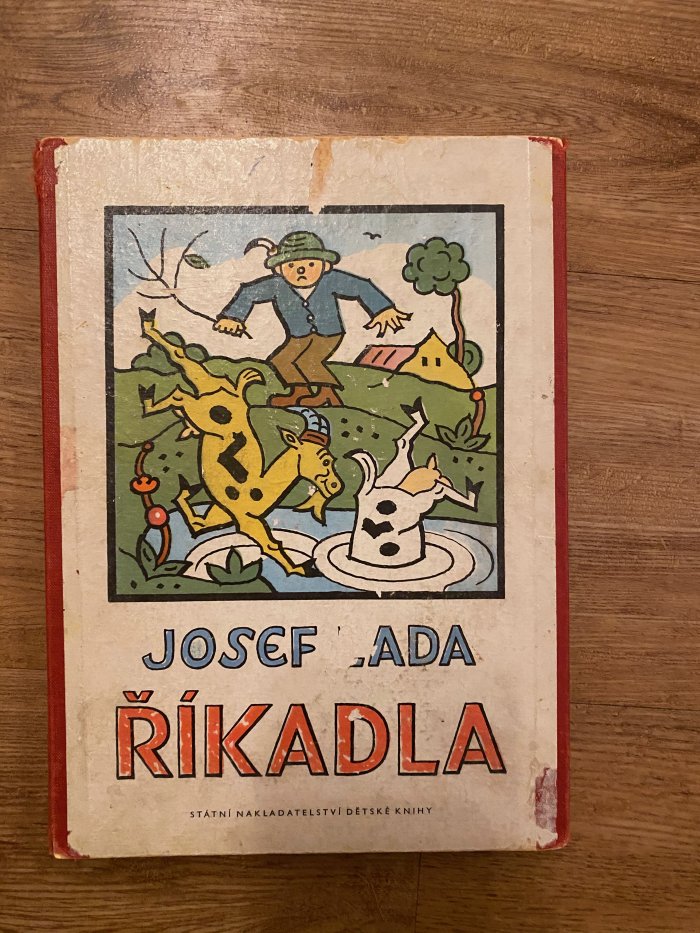 JOSEF LADA
ŘÍKADLA
STÁTNÍ NAKLADATELSTVÍ DĚTSKÉ KNIHY